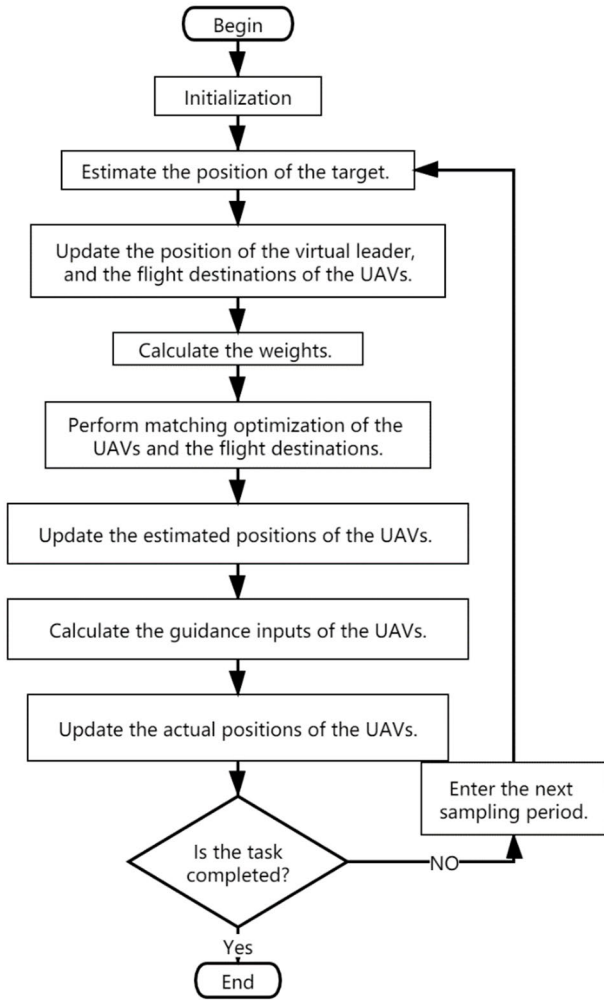 Begin
Initialization
Estimate the position of the target.
Update the position of the virtual leader,
and the flight destinations of the UAVs.
Calculate the weights.
Perform matching optimization of the
UAVs and the flight destinations.
Update the estimated positions of the UAVs.
Calculate the guidance inputs of the UAVs.
Update the actual positions of the UAVs.
Enter the next
sampling period.
Is the task
completed?
NO
Yes
End